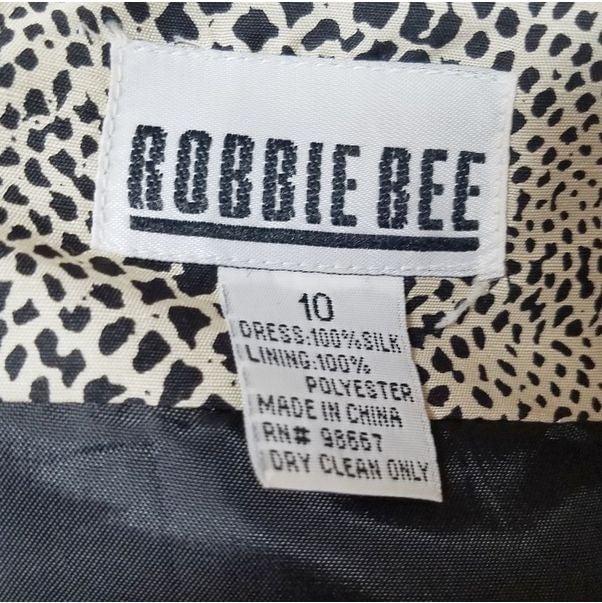 ROBBIE BEE
10
DRESS:100%SILK
LINING:100%
POLYESTER
MADE IN CHINA
RN# 98667
DRY CLEAN ONLY